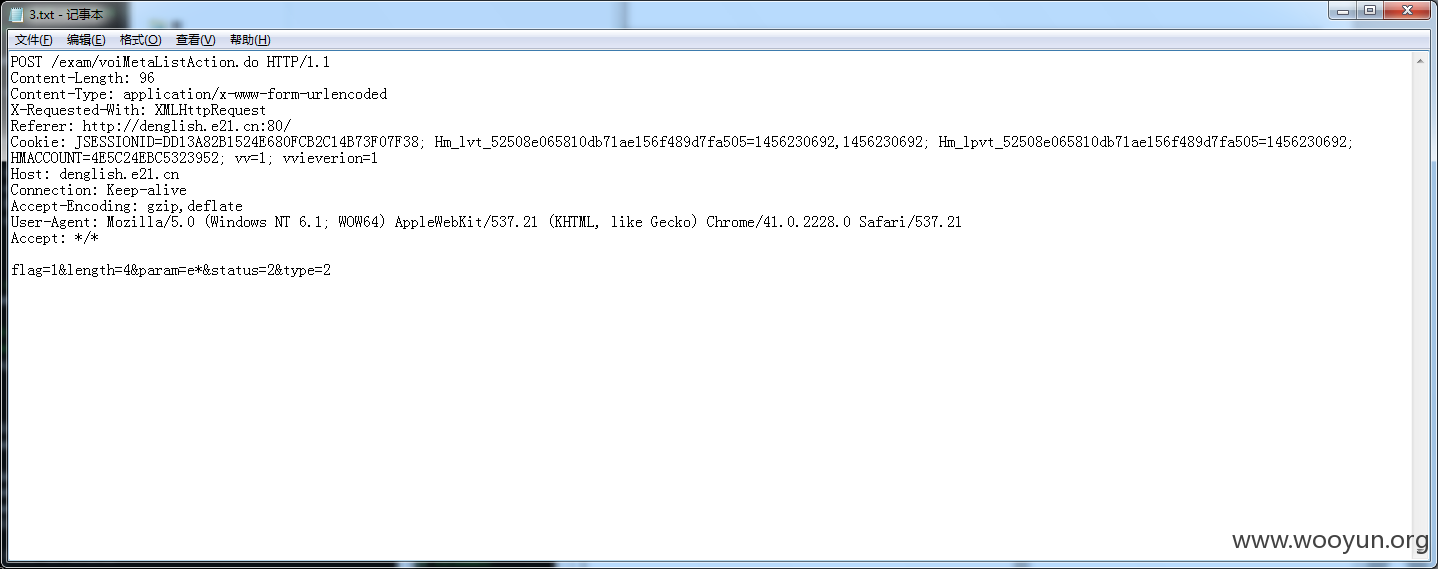 3.txt - 记事本
文件(F) 编辑(E) 格式(O) 查看(V) 帮助(H)
POST /exam/voiMetaListAction.do HTTP/1.1
Content-Length: 96
Content-Type: application/x-www-form-urlencoded
X-Requested-With: XMLHttpRequest
Referer: http://denglish.e21.cn:80/
Cookie: JSESSIONID=DD13A82B1524E680FCB2C14B73F07F38; Hm_lvt_52508e065810db71ae156f489d7fa505=1456230692,1456230692; Hm_lpvt_52508e065810db71ae156f489d7fa505=1456230692;
HMACCOUNT=4E5C24EBC5323952; vv=1; vvieverion=1
Host: denglish.e21.cn
Connection: Keep-alive
Accept-Encoding: gzip,deflate
User-Agent: Mozilla/5.0 (Windows NT 6.1; WOW64) AppleWebKit/537.21 (KHTML, like Gecko) Chrome/41.0.2228.0 Safari/537.21
Accept: */*
flag=1&length=4&param=e*&status=2&type=2
www.wooyun.org